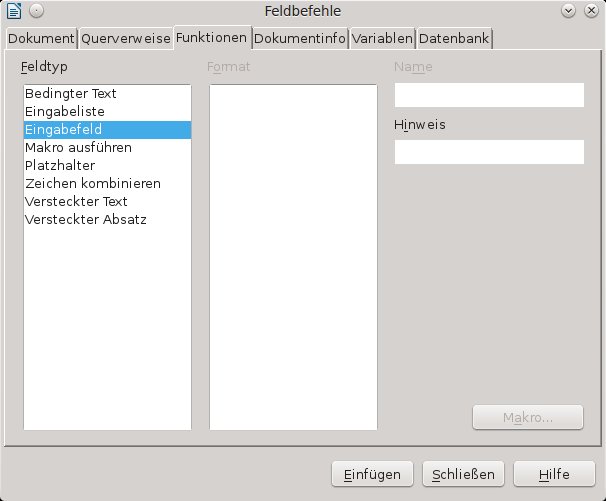 Feldbefehle
Dokument Querverweise Funktionen Dokumentinfo Variablen Datenbank
Feldtyp Format Name
Bedingter Text
Eingabeliste
Eingabefeld
Makro ausführen
Platzhalter
Zeichen kombinieren
Versteckter Text
Versteckter Absatz
Hinweis
Makro...
Einfügen Schließen Hilfe